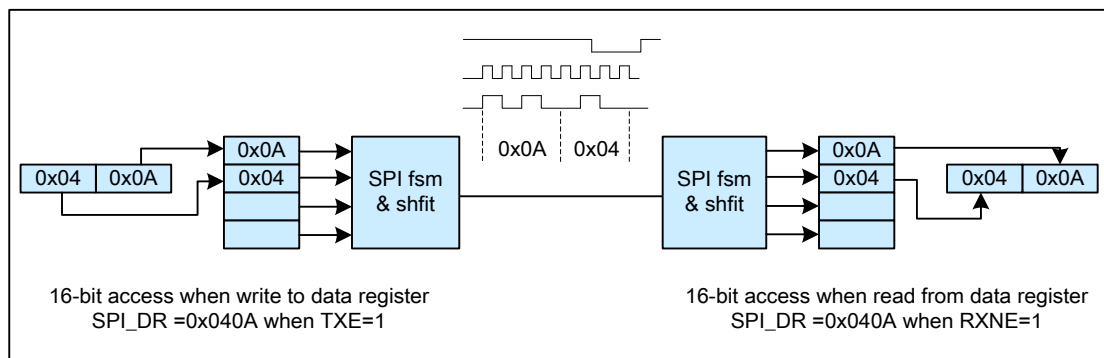 0x0A
0x04
0x04 0x0A
0x0A
0x04
SPI fsm
& shfit
SPI fsm
& shfit
0x0A
0x04
0x04 0x0A
16-bit access when write to data register
SPI_DR =0x040A when TXE=1
16-bit access when read from data register
SPI_DR =0x040A when RXNE=1